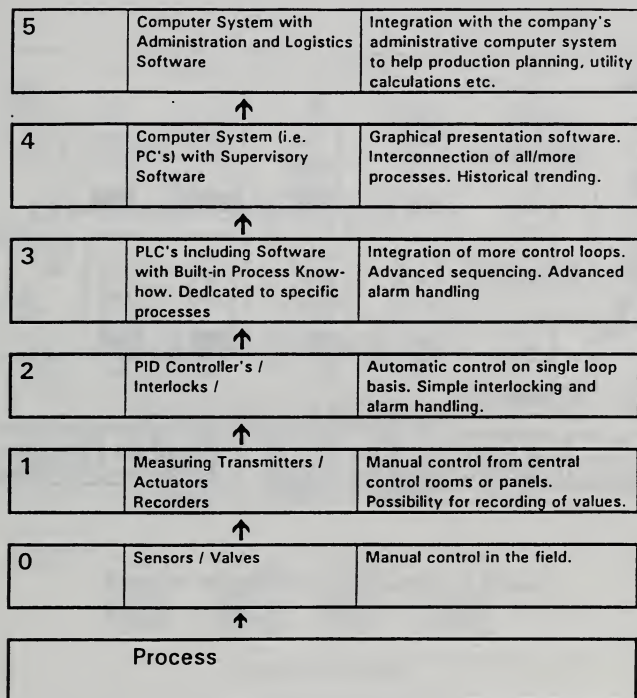 5
Computer System with
Administration and Logistics
Software
Integration with the company's
administrative computer system
to help production planning, utility
calculations etc.
4
Computer System (i.e.
PC's) with Supervisory
Software
Graphical presentation software.
Interconnection of all/more
processes. Historical trending.
3
PLC's including Software
with Built-in Process Know-
how. Dedicated to specific
processes
Integration of more control loops.
Advanced sequencing. Advanced
alarm handling
2
PID Controller's /
Interlocks /
Automatic control on single loop
basis. Simple interlocking and
alarm handling.
1
Measuring Transmitters /
Actuators
Recorders
Manual control from central
control rooms or panels.
Possibility for recording of values.
0
Sensors / Valves
Manual control in the field.
Process